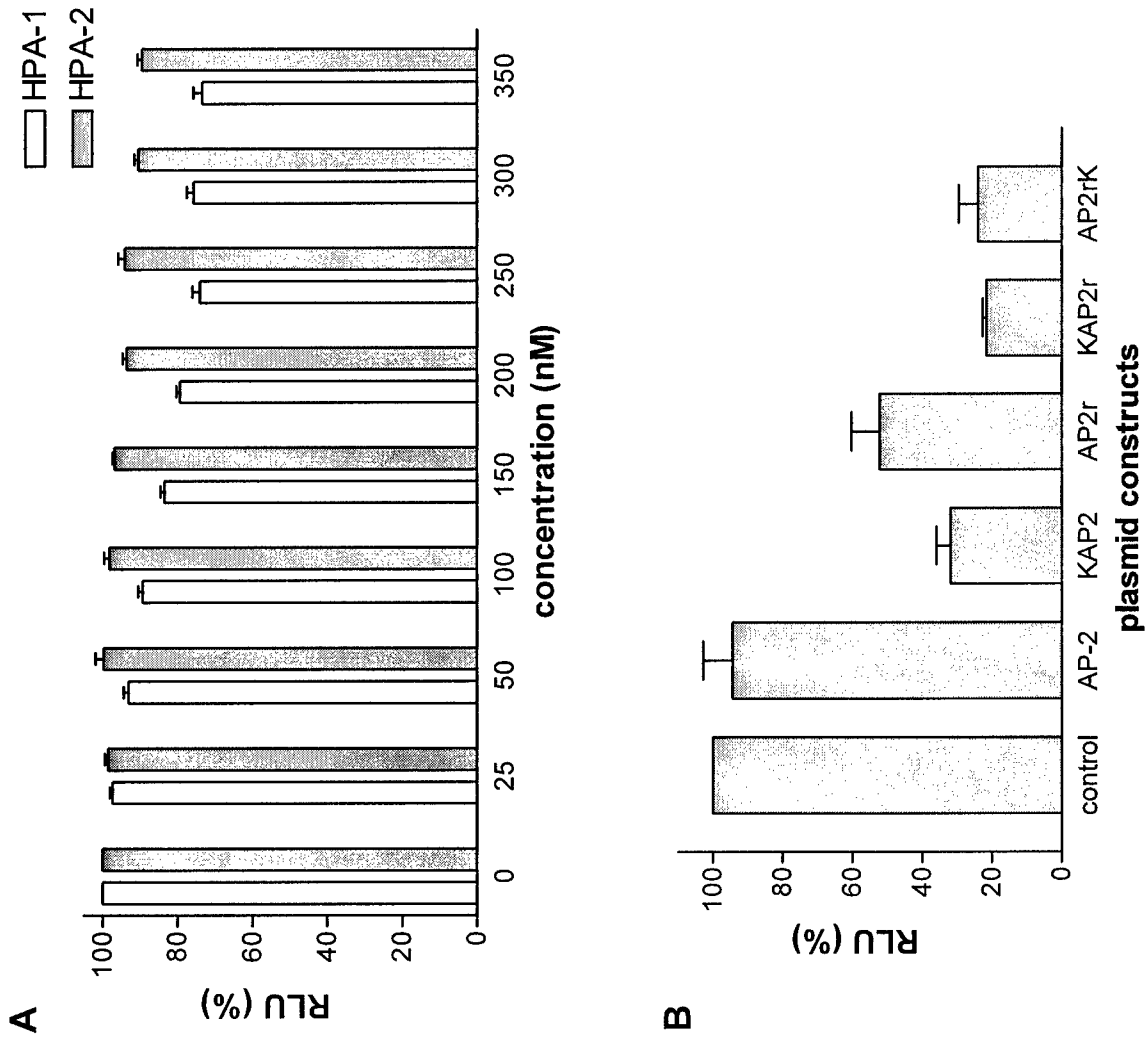 A
HPA-1
HPA-2
RLU (%)
100
80
60
40
20
0
0
25
50
100
150
200
250
300
350
concentration (nM)
B
RLU (%)
100
80
60
40
20
0
control
AP-2
KAP2
AP2r
KAP2r
AP2rK
plasmid constructs